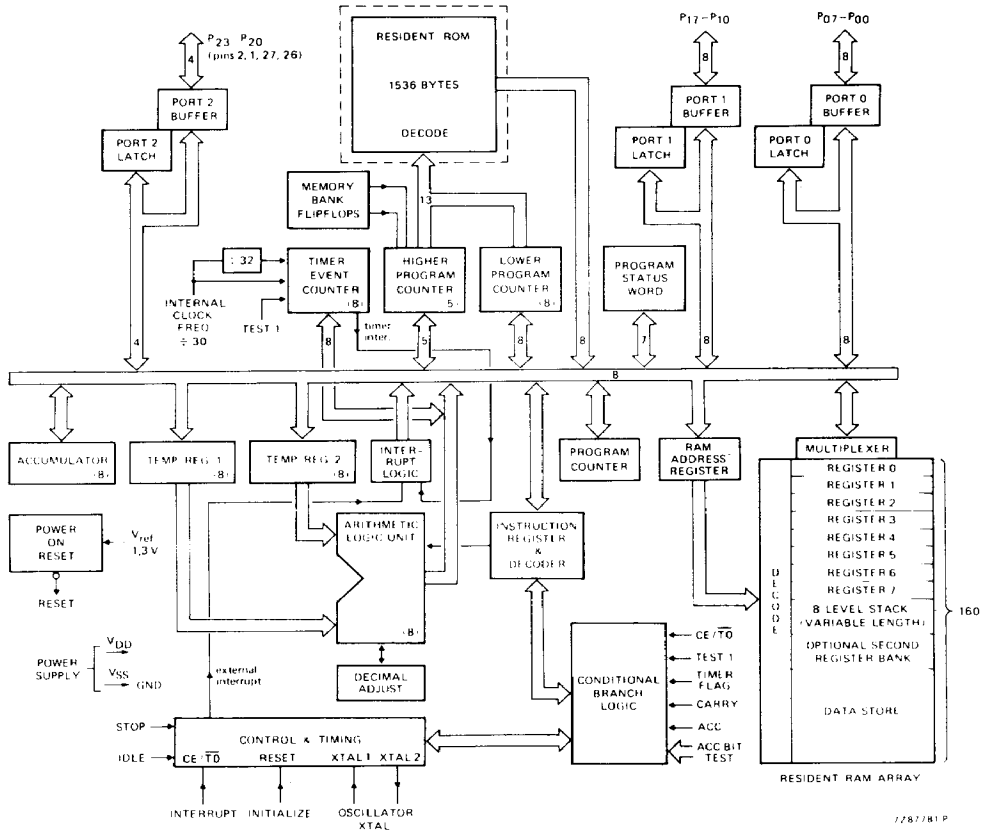 P23 P20
(pins 2, 1, 27, 26)
4
PORT 2
BUFFER
PORT 2
LATCH
4
RESIDENT ROM
1536 BYTES
DECODE
13
8
P17–P10
8
PORT 1
BUFFER
PORT 1
LATCH
8
P07–P00
8
PORT 0
BUFFER
PORT 0
LATCH
8
MEMORY
BANK
FLIPFLOPS
32
INTERNAL
CLOCK
FREQ
÷ 30
TEST 1
TIMER
EVENT
COUNTER
(8)
timer
inter.
8
HIGHER
PROGRAM
COUNTER
5)
5
LOWER
PROGRAM
COUNTER
(8)
8
PROGRAM
STATUS
WORD
7
8
ACCUMULATOR
(8)
TEMP REG. 1
(8)
TEMP REG. 2
(8)
INTER-
RUPT
LOGIC
PROGRAM
COUNTER
RAM
ADDRESS
REGISTER
MULTIPLEXER
POWER
ON
RESET
Vref
1,3 V
RESET
ARITHMETIC
LOGIC UNIT
(8)
INSTRUCTION
REGISTER
&
DECODER
DECODE
REGISTER 0
REGISTER 1
REGISTER 2
REGISTER 3
REGISTER 4
REGISTER 5
REGISTER 6
REGISTER 7
8 LEVEL STACK
(VARIABLE LENGTH)
OPTIONAL SECOND
REGISTER BANK
DATA STORE
160
RESIDENT RAM ARRAY
POWER
SUPPLY
VDD
VSS
GND
external
interrupt
DECIMAL
ADJUST
CONDITIONAL
BRANCH
LOGIC
CE/T̅0̅
TEST 1
TIMER
FLAG
CARRY
ACC
ACC BIT
TEST
STOP
IDLE
CONTROL & TIMING
CE/T̅0̅ RESET XTAL 1 XTAL 2
INTERRUPT INITIALIZE OSCILLATOR
XTAL
7287781 P